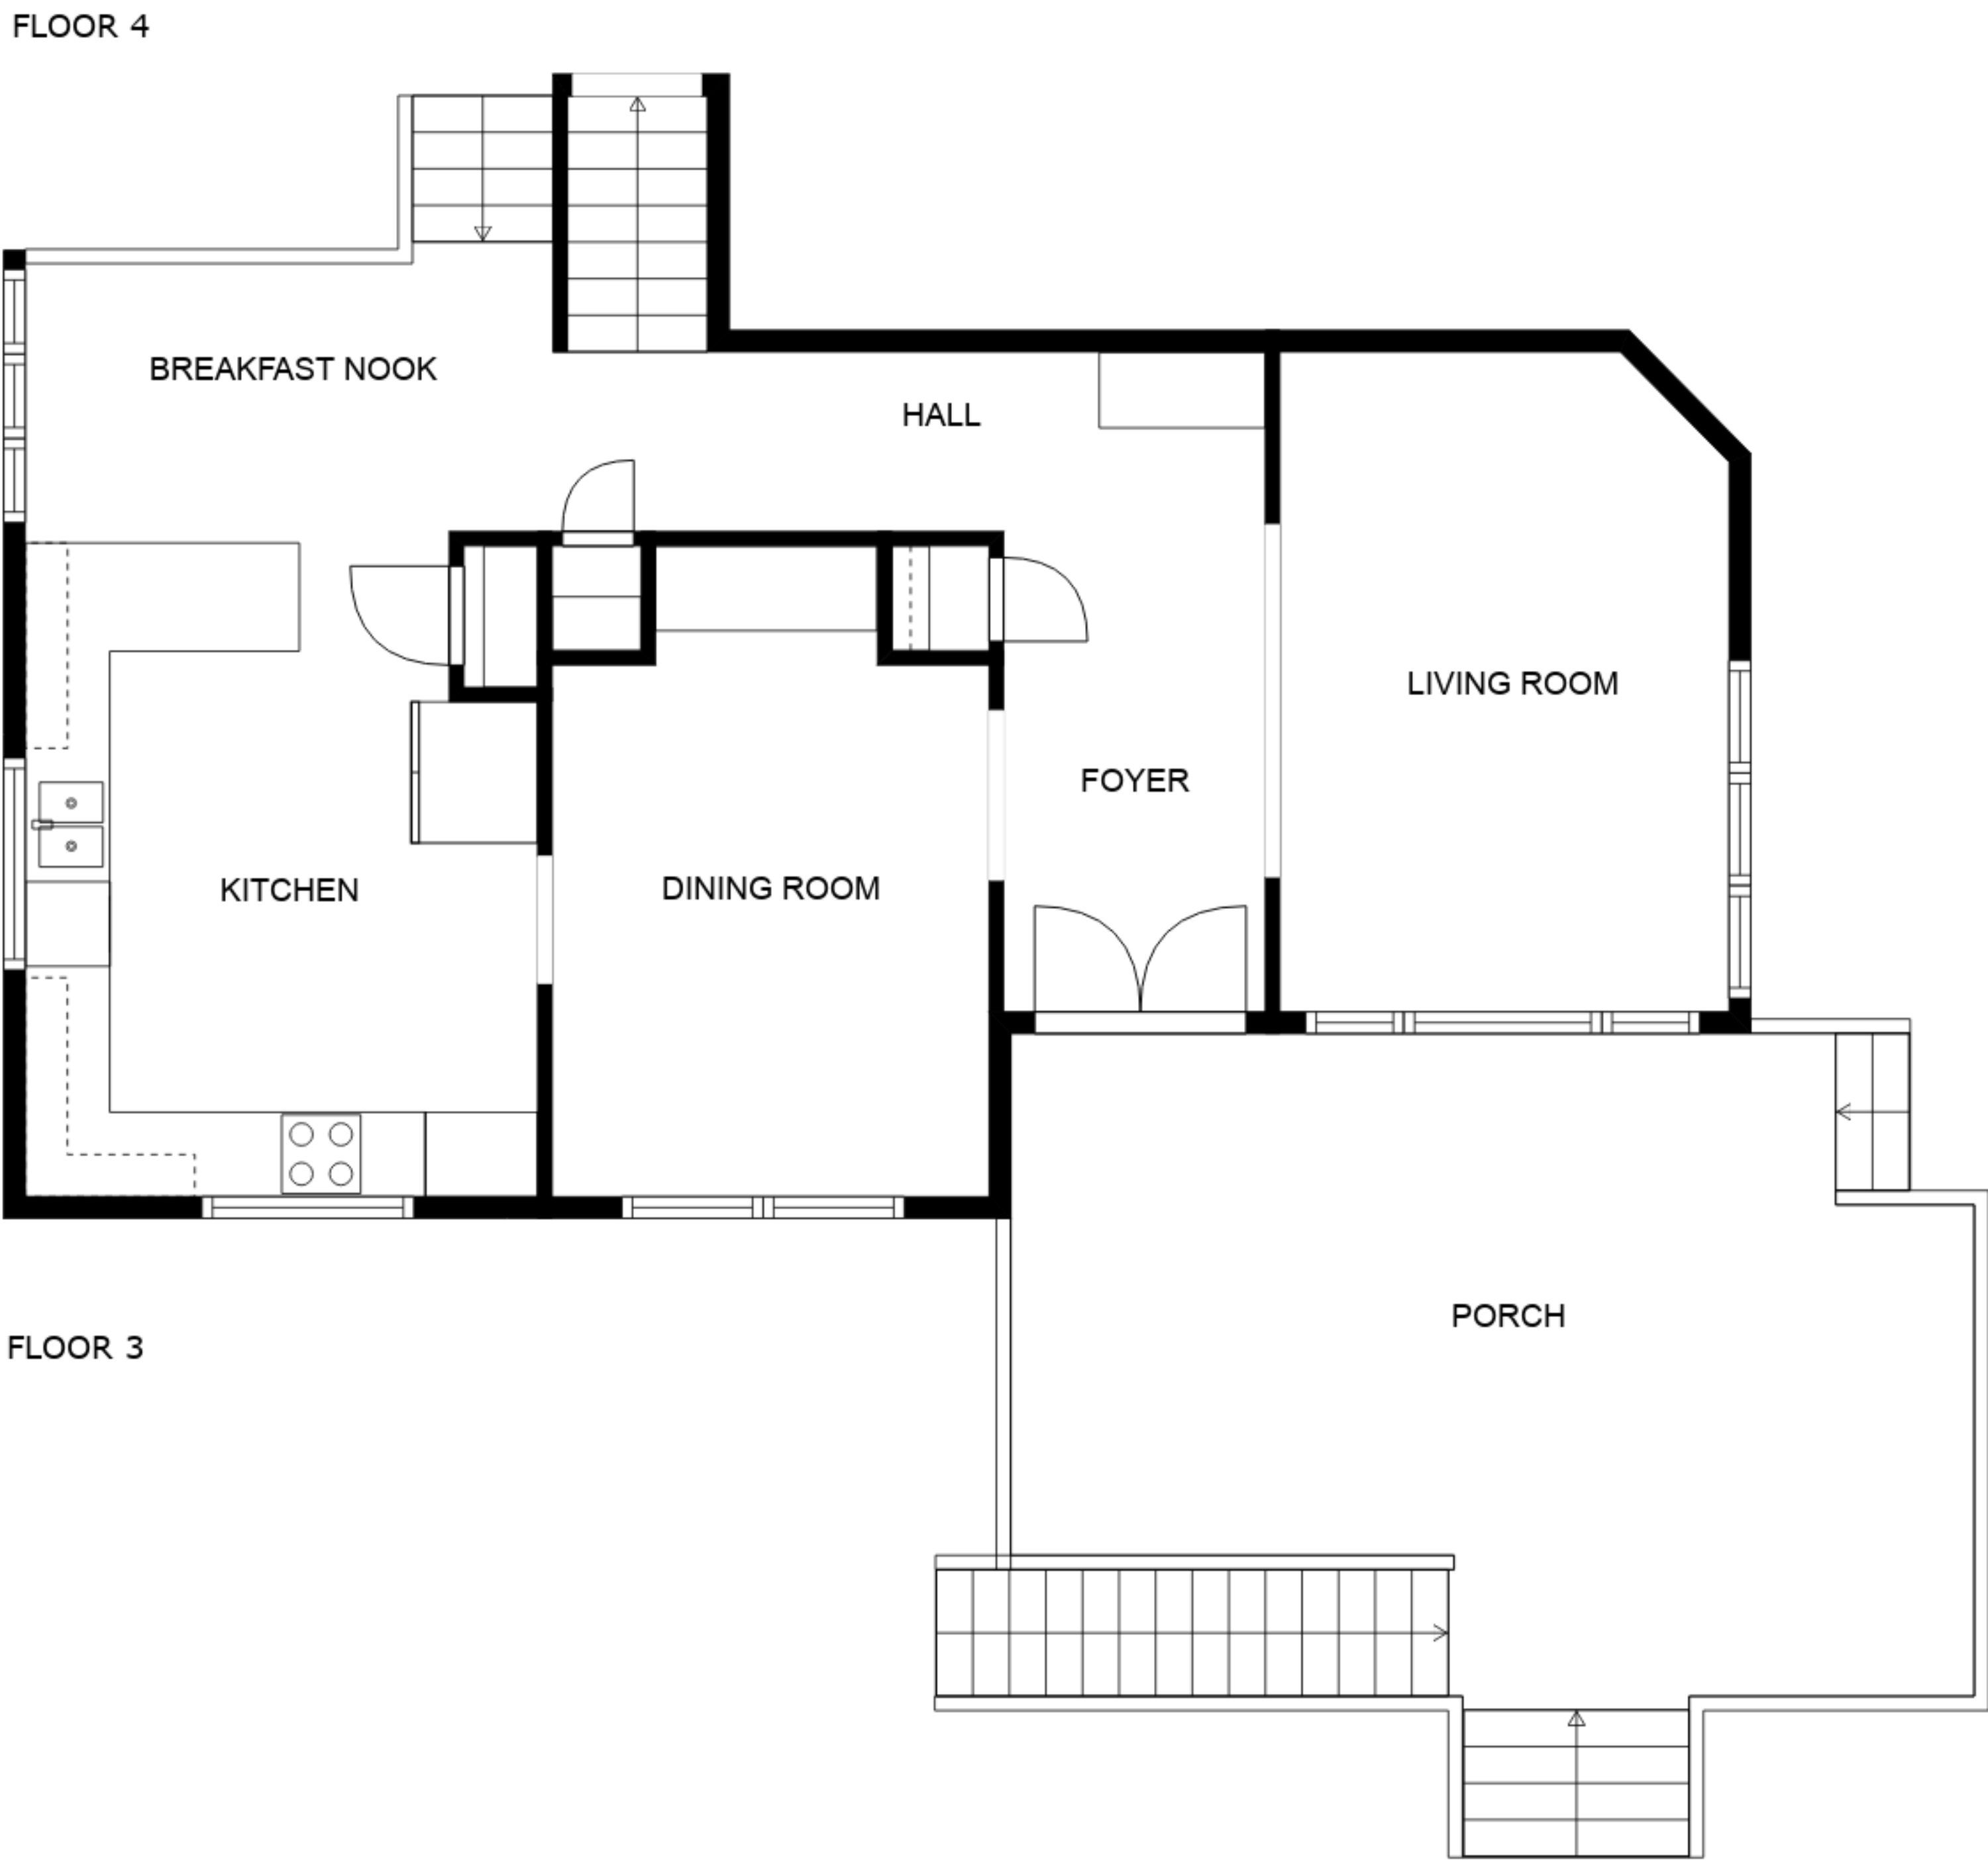 FLOOR 4
BREAKFAST NOOK
HALL
LIVING ROOM
FOYER
KITCHEN
DINING ROOM
PORCH
FLOOR 3